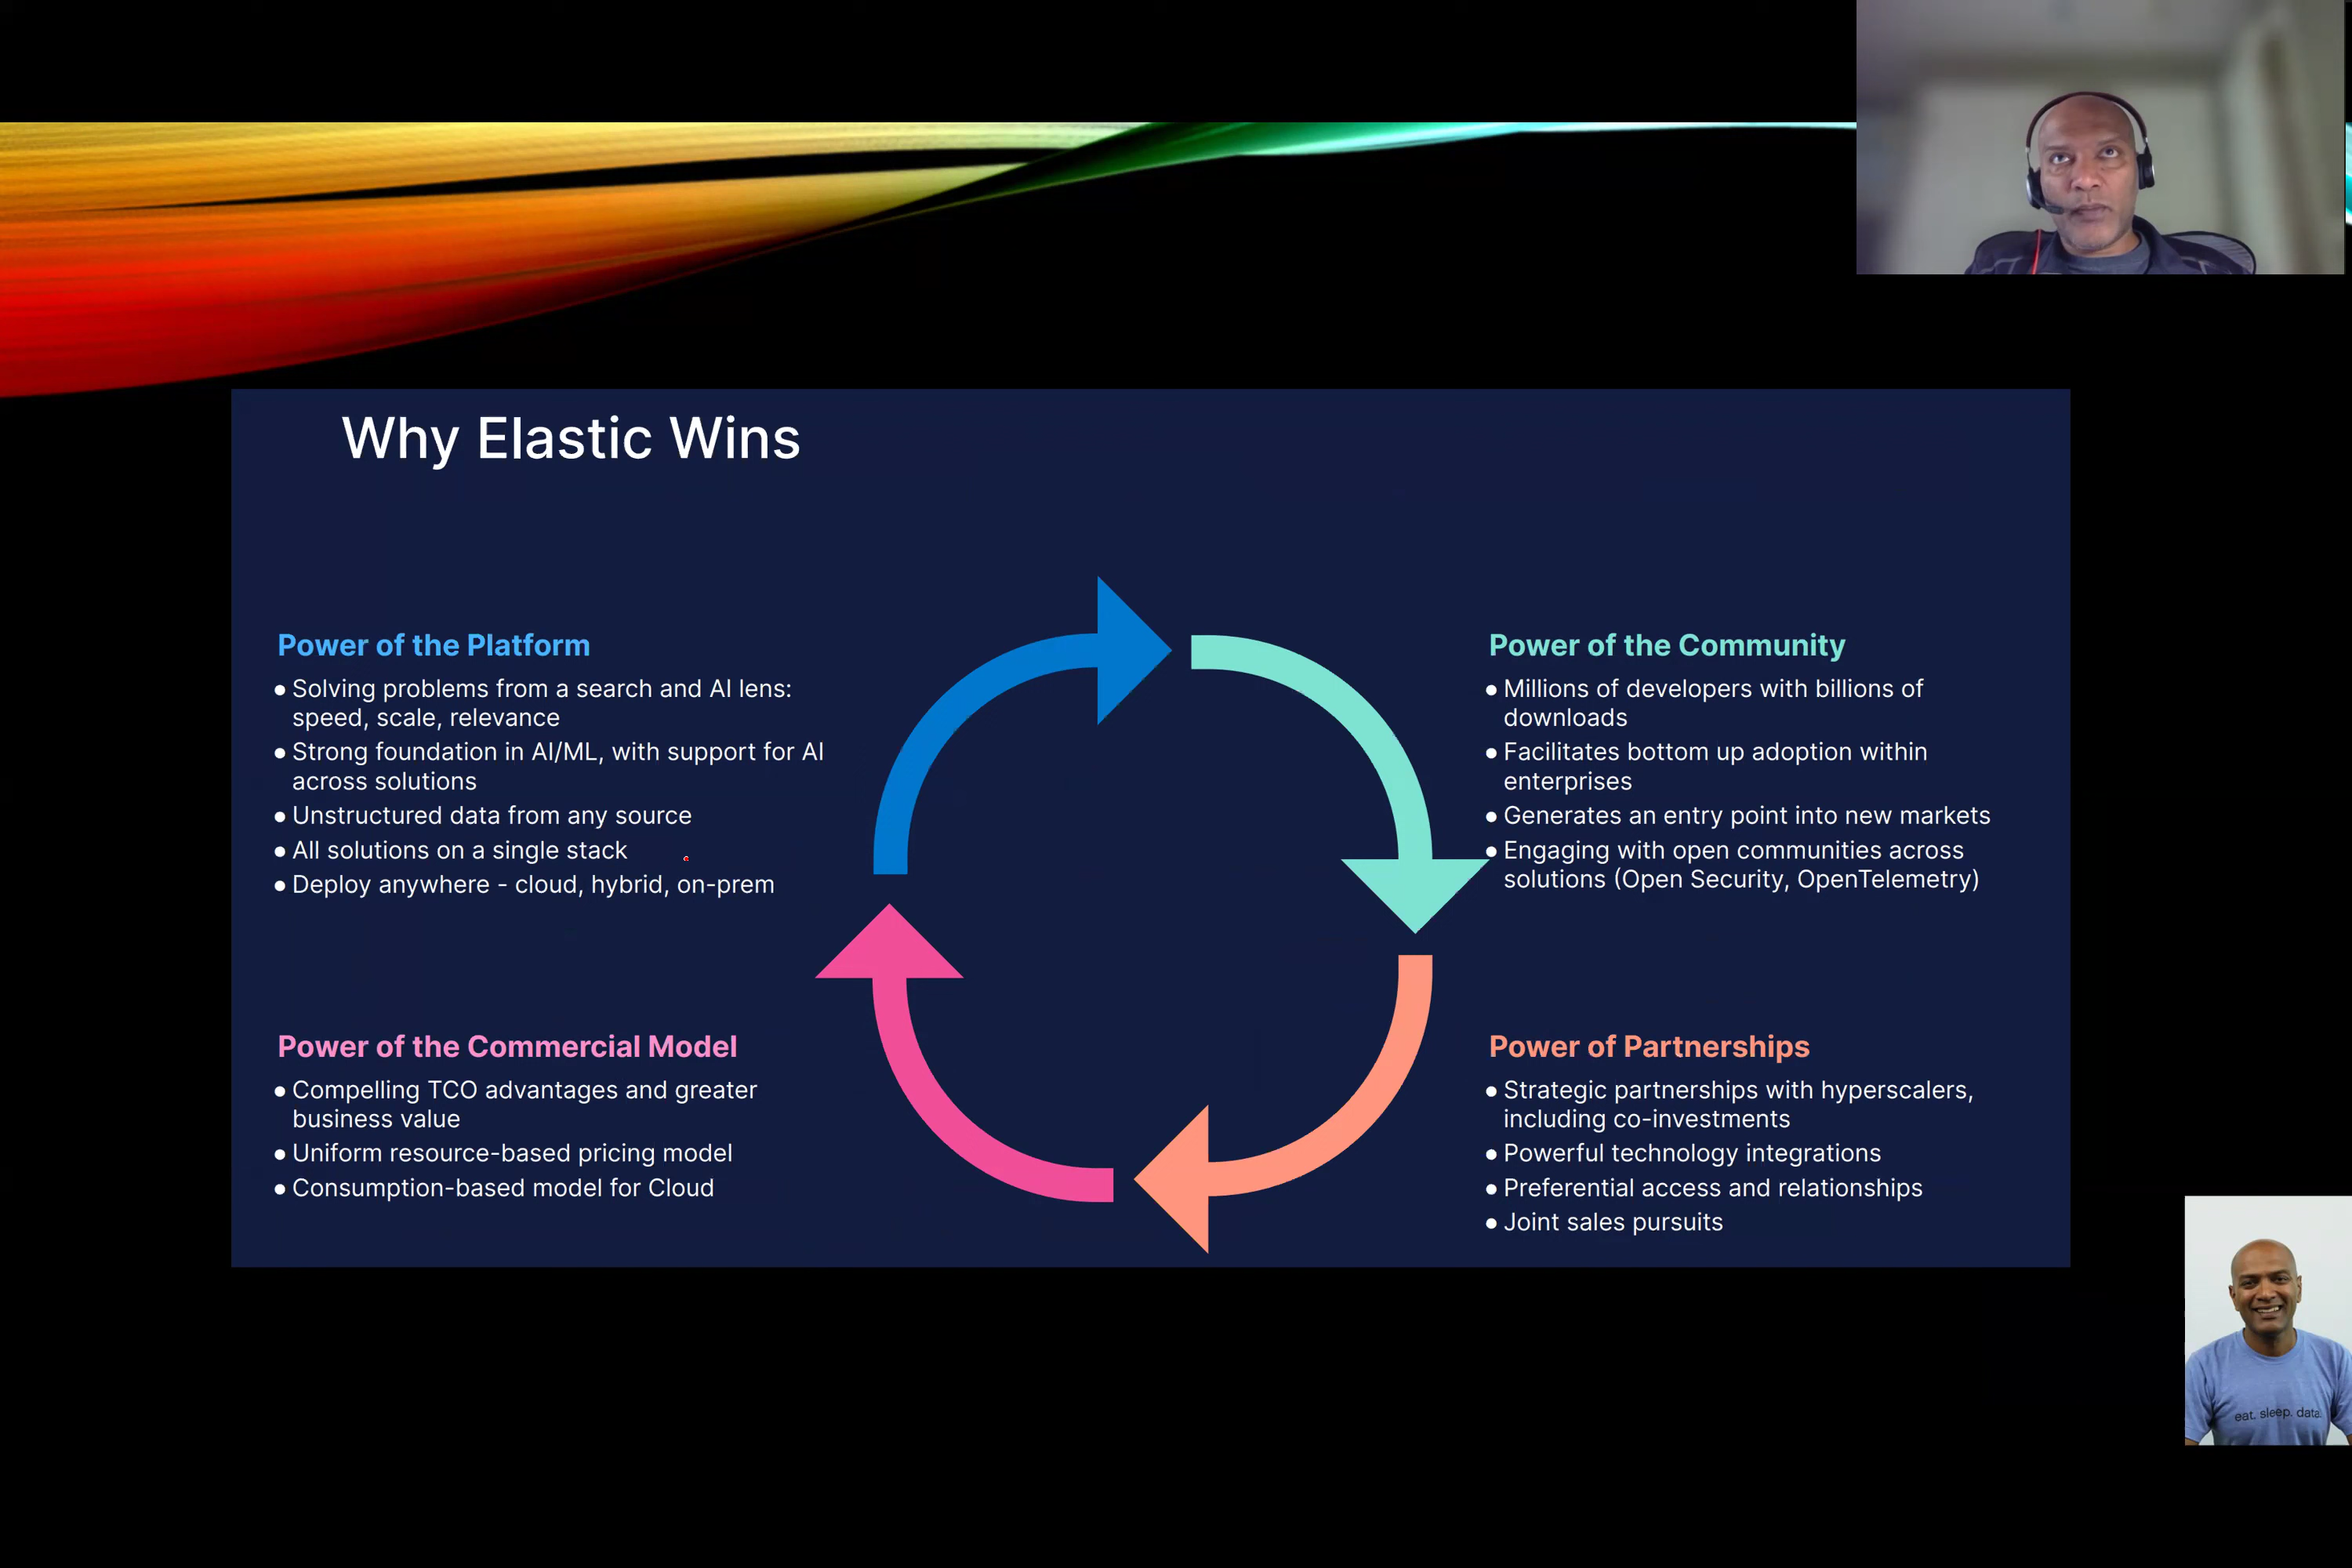 Why Elastic Wins
Power of the Platform
● Solving problems from a search and AI lens:
speed, scale, relevance
● Strong foundation in AI/ML, with support for AI
across solutions
● Unstructured data from any source
● All solutions on a single stack
● Deploy anywhere - cloud, hybrid, on-prem
Power of the Community
● Millions of developers with billions of
downloads
● Facilitates bottom up adoption within
enterprises
● Generates an entry point into new markets
● Engaging with open communities across
solutions (Open Security, OpenTelemetry)
Power of the Commercial Model
● Compelling TCO advantages and greater
business value
● Uniform resource-based pricing model
● Consumption-based model for Cloud
Power of Partnerships
● Strategic partnerships with hyperscalers,
including co-investments
● Powerful technology integrations
● Preferential access and relationships
● Joint sales pursuits
eat. sleep. data.